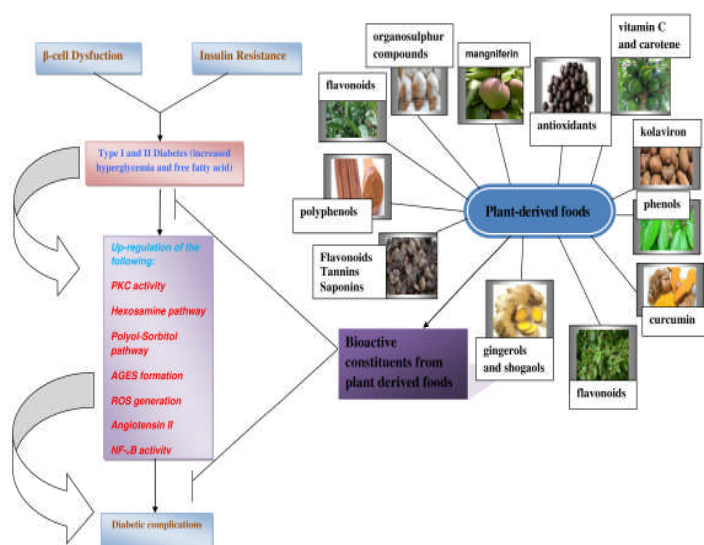 β-cell Dysfuction
Insulin Resistance
Type I and II Diabetes (increased
hyperglycemia and free fatty acid)
Up-regulation of the
following:
PKC activity
Hexosamine pathway
Polyol-Sorbitol
pathway
AGES formation
ROS generation
Angiotensin II
NF-κB activity
Diabetic complications
organosulphur
compounds
mangniferin
vitamin C
and carotene
flavonoids
antioxidants
kolaviron
polyphenols
Plant-derived foods
phenols
Flavonoids
Tannins
Saponins
curcumin
Bioactive
constituents from
plant derived foods
gingerols
and shogaols
flavonoids